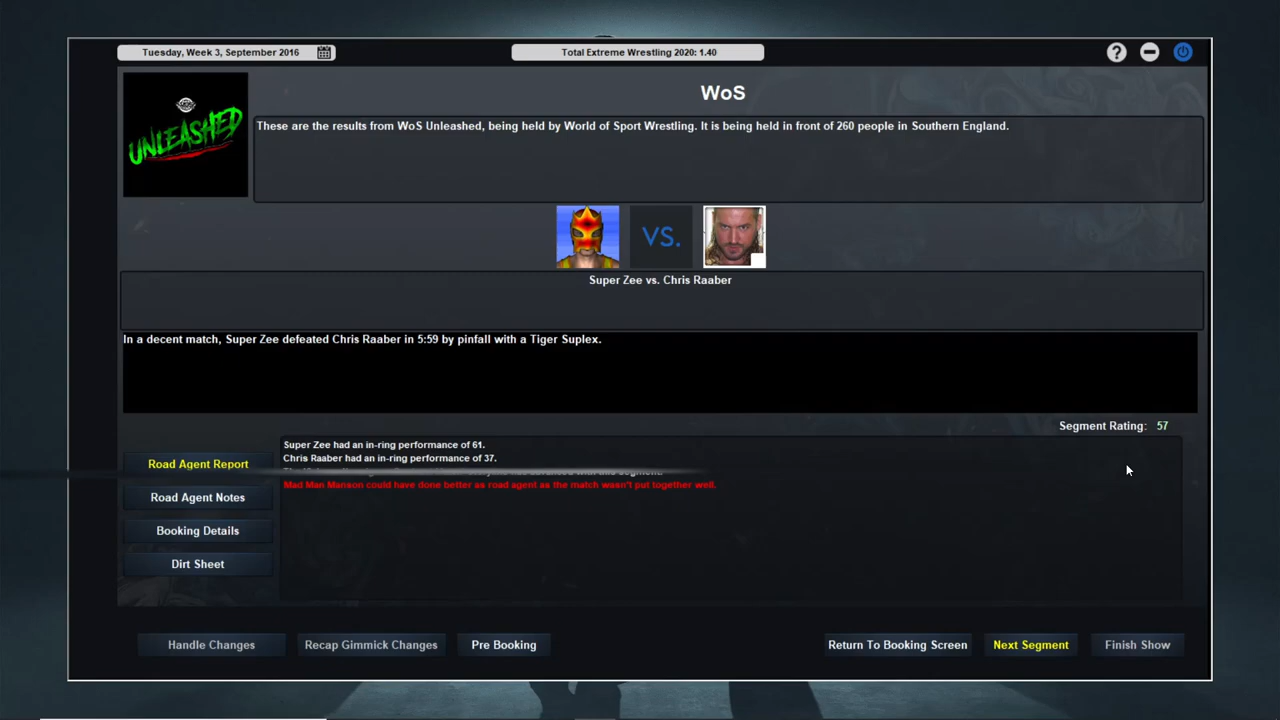 Tuesday, Week 3, September 2016
Total Extreme Wrestling 2020: 1.40
?
UNLEASHED
WoS
These are the results from WoS Unleashed, being held by World of Sport Wrestling. It is being held in front of 260 people in Southern England.
VS.
Super Zee vs. Chris Raaber
In a decent match, Super Zee defeated Chris Raaber in 5:59 by pinfall with a Tiger Suplex.
Segment Rating: 57
Road Agent Report
Road Agent Notes
Booking Details
Dirt Sheet
Super Zee had an in-ring performance of 61.
Chris Raaber had an in-ring performance of 37.
advanced with this segment.
Mad Man Manson could have done better as road agent as the match wasn't put together well.
Handle Changes
Recap Gimmick Changes
Pre Booking
Return To Booking Screen
Next Segment
Finish Show